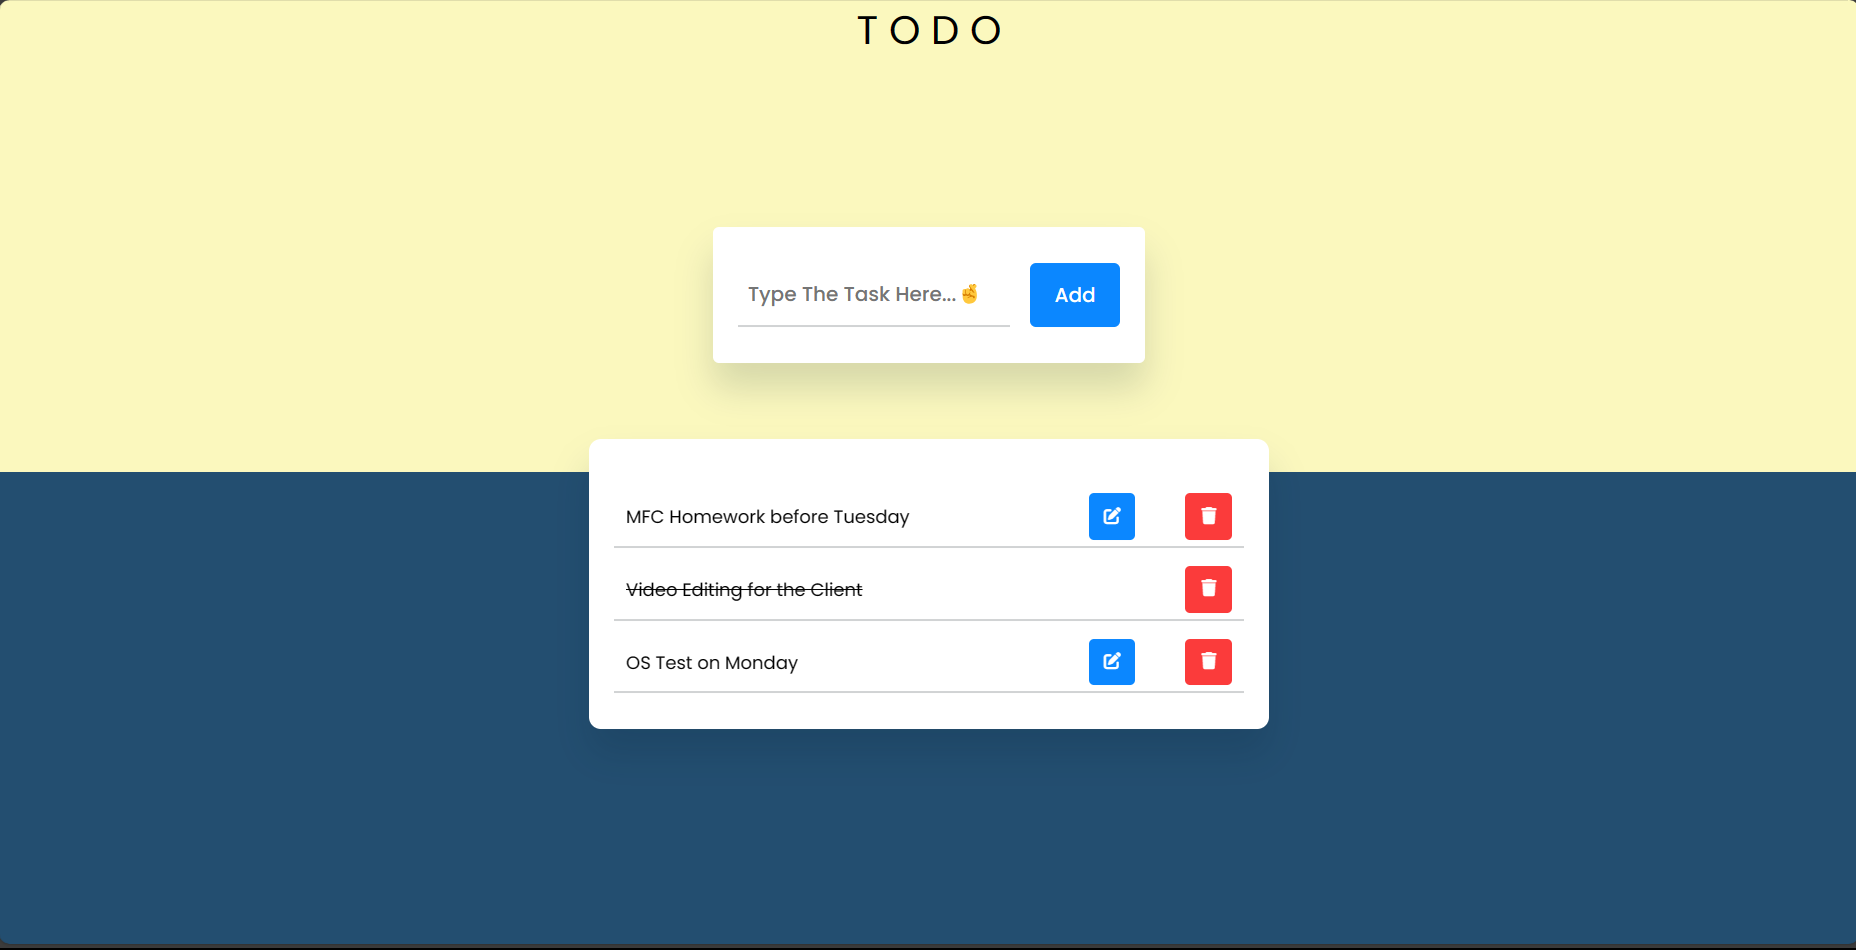 TODO
Type The Task Here...🤞
Add
MFC Homework before Tuesday
Video Editing for the Client
OS Test on Monday